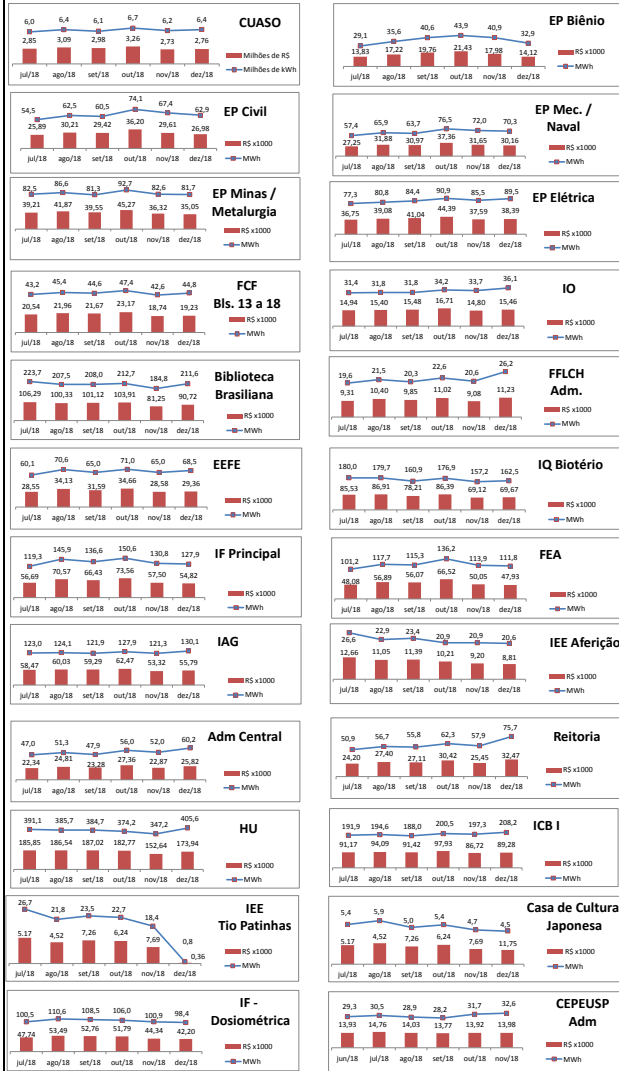 CUASO
6,0 6,4 6,1 6,7 6,2 6,4
2,85 3,09 2,98 3,26 2,73 2,76
Milhões de R$
Milhões de kWh
jul/18 ago/18 set/18 out/18 nov/18 dez/18
EP Biênio
29,1 35,6 40,6 43,9 40,9 32,9
13,83 17,22 19,76 21,43 17,98 14,12
R$ x1000
MWh
jul/18 ago/18 set/18 out/18 nov/18 dez/18
EP Civil
54,5 62,5 60,5 74,1 67,4 62,9
25,89 30,21 29,42 36,20 29,61 26,98
R$ x1000
MWh
jul/18 ago/18 set/18 out/18 nov/18 dez/18
EP Mec. /
Naval
57,4 65,9 63,7 76,5 72,0 70,3
27,25 31,88 30,97 37,36 31,65 30,16
R$ x1000
MWh
jul/18 ago/18 set/18 out/18 nov/18 dez/18
EP Minas /
Metalurgia
82,5 86,6 81,3 92,7 82,6 81,7
39,21 41,87 39,55 45,27 36,32 35,05
R$ x1000
MWh
jul/18 ago/18 set/18 out/18 nov/18 dez/18
EP Elétrica
77,3 80,8 84,4 90,9 85,5 89,5
36,75 39,08 41,04 44,39 37,59 38,39
R$ x1000
MWh
jul/18 ago/18 set/18 out/18 nov/18 dez/18
FCF
Bls. 13 a 18
43,2 45,4 44,6 47,4 42,6 44,8
20,54 21,96 21,67 23,17 18,74 19,23
R$ x1000
MWh
jul/18 ago/18 set/18 out/18 nov/18 dez/18
IO
31,4 31,8 31,8 34,2 33,7 36,1
14,94 15,40 15,48 16,71 14,80 15,46
R$ x1000
MWh
jul/18 ago/18 set/18 out/18 nov/18 dez/18
Biblioteca
Brasiliana
223,7 207,5 208,0 212,7 184,8 211,6
106,29 100,33 101,12 103,91 81,25 90,72
R$ x1000
MWh
jul/18 ago/18 set/18 out/18 nov/18 dez/18
FFLCH
Adm.
19,6 21,5 20,3 22,6 20,6 26,2
9,31 10,40 9,85 11,02 9,08 11,23
R$ x1000
MWh
jul/18 ago/18 set/18 out/18 nov/18 dez/18
EEFE
60,1 70,6 65,0 71,0 65,0 68,5
28,55 34,13 31,59 34,66 28,58 29,36
R$ x1000
MWh
jul/18 ago/18 set/18 out/18 nov/18 dez/18
IQ Biotério
180,0 179,7 160,9 176,9 157,2 162,5
85,53 86,91 78,21 86,39 69,12 69,67
R$ x1000
MWh
jul/18 ago/18 set/18 out/18 nov/18 dez/18
IF Principal
119,3 145,9 136,6 150,6 130,8 127,9
56,69 70,57 66,43 73,56 57,50 54,82
R$ x1000
MWh
jul/18 ago/18 set/18 out/18 nov/18 dez/18
FEA
101,2 117,7 115,3 136,2 113,9 111,8
48,08 56,89 56,07 66,52 50,05 47,93
R$ x1000
MWh
jul/18 ago/18 set/18 out/18 nov/18 dez/18
IAG
123,0 124,1 121,9 127,9 121,3 130,1
58,47 60,03 59,29 62,47 53,32 55,79
R$ x1000
MWh
jul/18 ago/18 set/18 out/18 nov/18 dez/18
IEE Aferição
26,6 22,9 23,4 20,9 20,9 20,6
12,66 11,05 11,39 10,21 9,20 8,81
R$ x1000
MWh
jul/18 ago/18 set/18 out/18 nov/18 dez/18
Adm Central
47,0 51,3 47,9 56,0 52,0 60,2
22,34 24,81 23,28 27,36 22,87 25,82
R$ x1000
MWh
jul/18 ago/18 set/18 out/18 nov/18 dez/18
Reitoria
50,9 56,7 55,8 62,3 57,9 75,7
24,20 27,40 27,11 30,42 25,45 32,47
R$ x1000
MWh
jul/18 ago/18 set/18 out/18 nov/18 dez/18
HU
391,1 385,7 384,7 374,2 347,2 405,6
185,85 186,54 187,02 182,77 152,64 173,94
R$ x1000
MWh
jul/18 ago/18 set/18 out/18 nov/18 dez/18
ICB I
191,9 194,6 188,0 200,5 197,3 208,2
91,17 94,09 91,42 97,93 86,72 89,28
R$ x1000
MWh
jul/18 ago/18 set/18 out/18 nov/18 dez/18
IEE
Tio Patinhas
26,7 21,8 23,5 22,7 18,4 0,8
5.17 4,52 7,26 6,24 7,69 0,36
R$ x1000
MWh
jul/18 ago/18 set/18 out/18 nov/18 dez/18
Casa de Cultura
Japonesa
5,4 5,9 5,0 5,4 4,7 4,5
5.17 4,52 7,26 6,24 7,69 11,75
R$ x1000
MWh
jul/18 ago/18 set/18 out/18 nov/18 dez/18
IF -
Dosiométrica
100,5 110,6 108,5 106,0 100,9 98,4
47,74 53,49 52,76 51,79 44,34 42,20
R$ x1000
MWh
jul/18 ago/18 set/18 out/18 nov/18 dez/18
CEPEUSP
Adm
29,3 30,5 28,9 28,2 31,7 32,6
13,93 14,76 14,03 13,77 13,92 13,98
R$ x1000
MWh
jun/18 jul/18 ago/18 set/18 out/18 nov/18